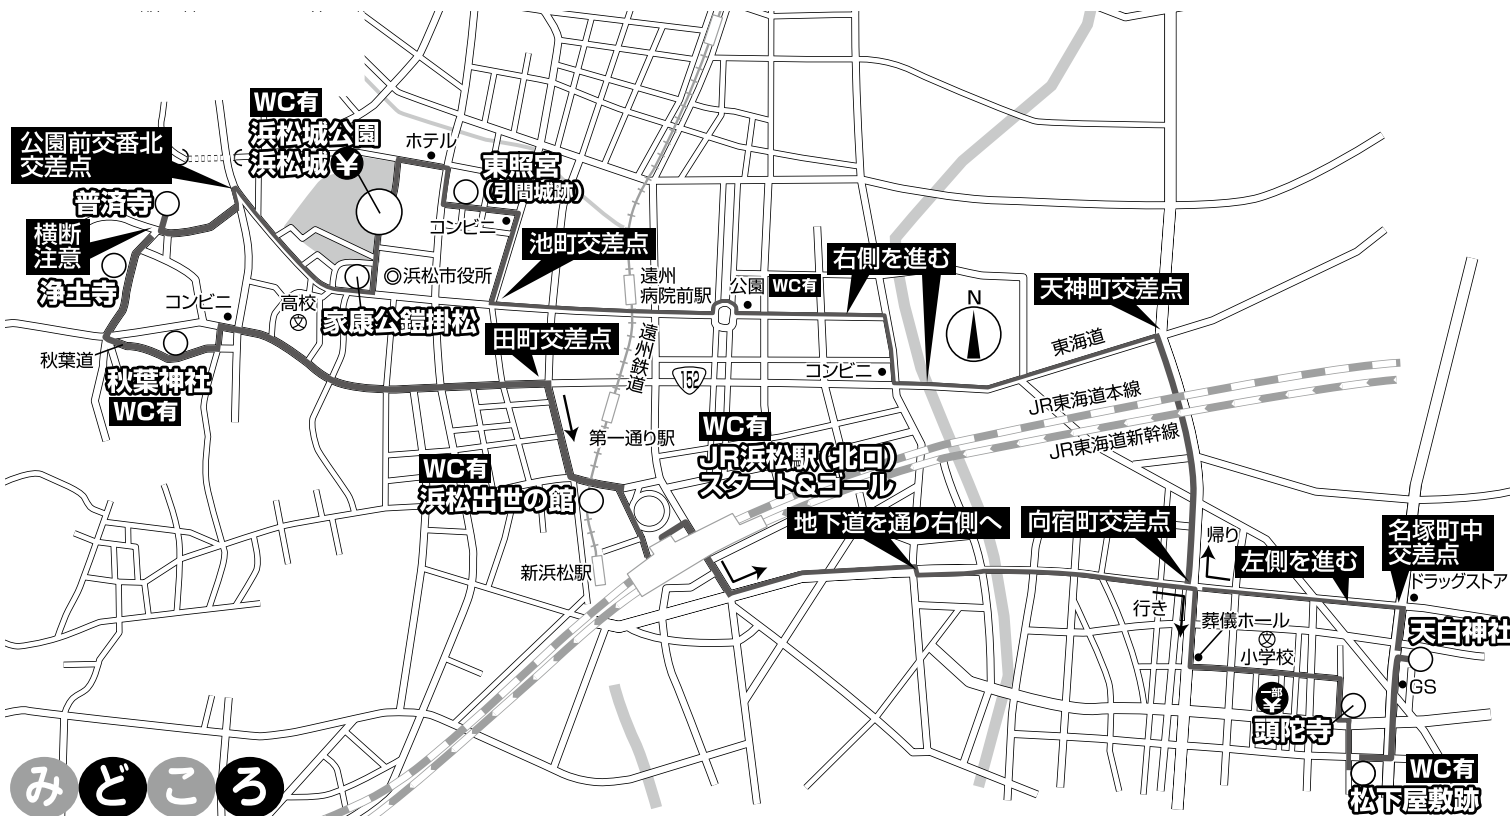 WC有
浜松城公園
浜松城¥
ホテル
公園前交番北
交差点
東照宮
（引間城跡）
普済寺
横断
注意
コンビニ
池町交差点
浄土寺
コンビニ
高校
文
◎浜松市役所
家康公鎧掛松
遠州
病院前駅
公園 WC有
右側を進む
N
天神町交差点
東海道
田町交差点
遠州鉄道
152
コンビニ
秋葉道
秋葉神社
WC有
JR東海道本線
JR東海道新幹線
第一通り駅
WC有
JR浜松駅（北口）
スタート&ゴール
WC有
浜松出世の館
地下道を通り右側へ
向宿町交差点
帰り
左側を進む
名塚町中
交差点
ドラッグストア
新浜松駅
行き
葬儀ホール
文
小学校
天白神社
GS
一部
¥
頭陀寺
WC有
松下屋敷跡
みどころ